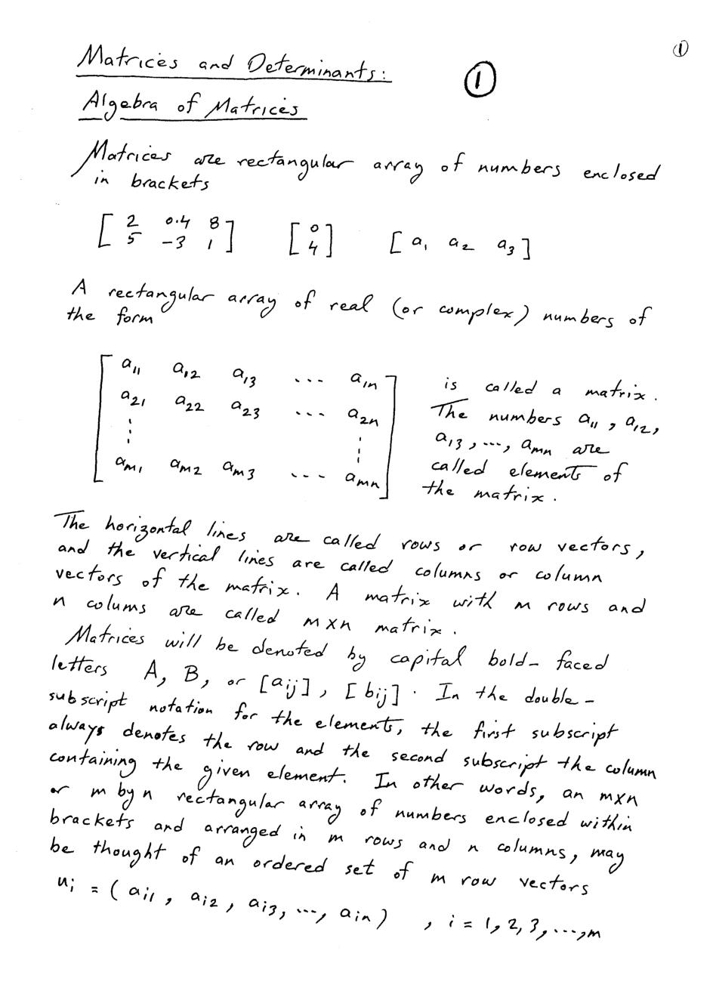 ①
Matrices and Determinants:
①
Algebra of Matrices
Matrices are rectangular array of numbers enclosed
in brackets
[ 2 0.4 8 ] [ 0 ] [ a₁ a₂ a₃ ]
[ 5 -3 1 ] [ 4 ]
A rectangular array of real (or complex) numbers of
the form
a₁₁ a₁₂ a₁₃ ... a₁ₙ
a₂₁ a₂₂ a₂₃ ... a₂ₙ
⋮ ⋮
aₘ₁ aₘ₂ aₘ₃ ... aₘₙ
is called a matrix.
The numbers a₁₁, a₁₂,
a₁₃, ..., aₘₙ are
called elements of
the matrix.
The horizontal lines are called rows or row vectors,
and the vertical lines are called columns or column
vectors of the matrix. A matrix with m rows and
n colums are called mxn matrix.
Matrices will be denoted by capital bold-faced
letters A, B, or [aij], [bij]. In the double-
subscript notation for the elements, the first subscript
always denotes the row and the second subscript the column
containing the given element. In other words, an mxn
or m by n rectangular array of numbers enclosed within
brackets and arranged in m rows and n columns, may
be thought of an ordered set of m row vectors
ui = (ai1, ai2, ai3, ..., ain) , i = 1, 2, 3, ..., m